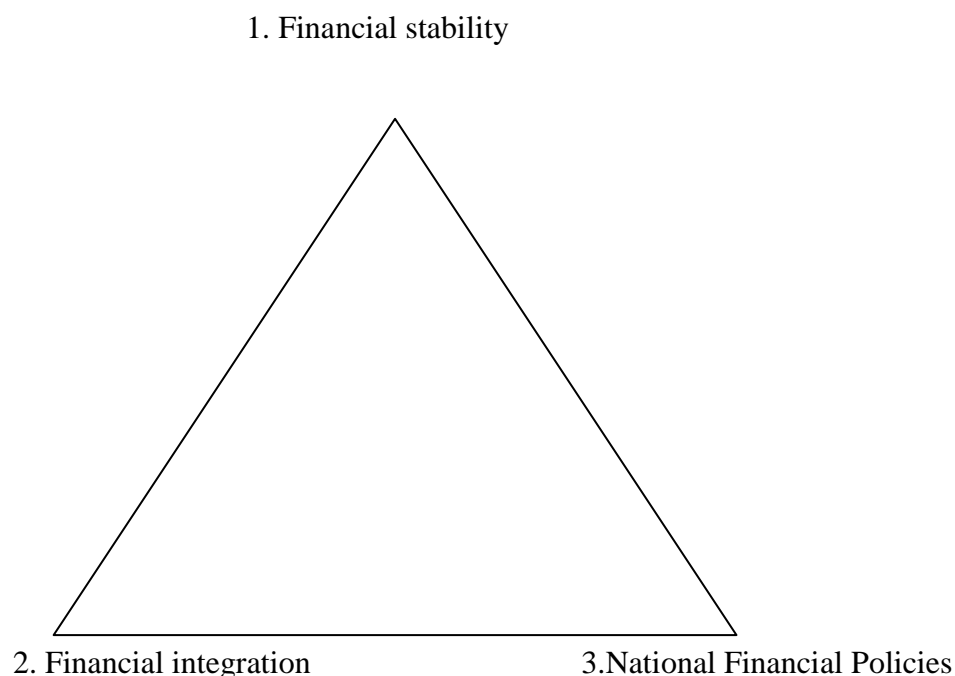 1. Financial stability
2. Financial integration
3.National Financial Policies